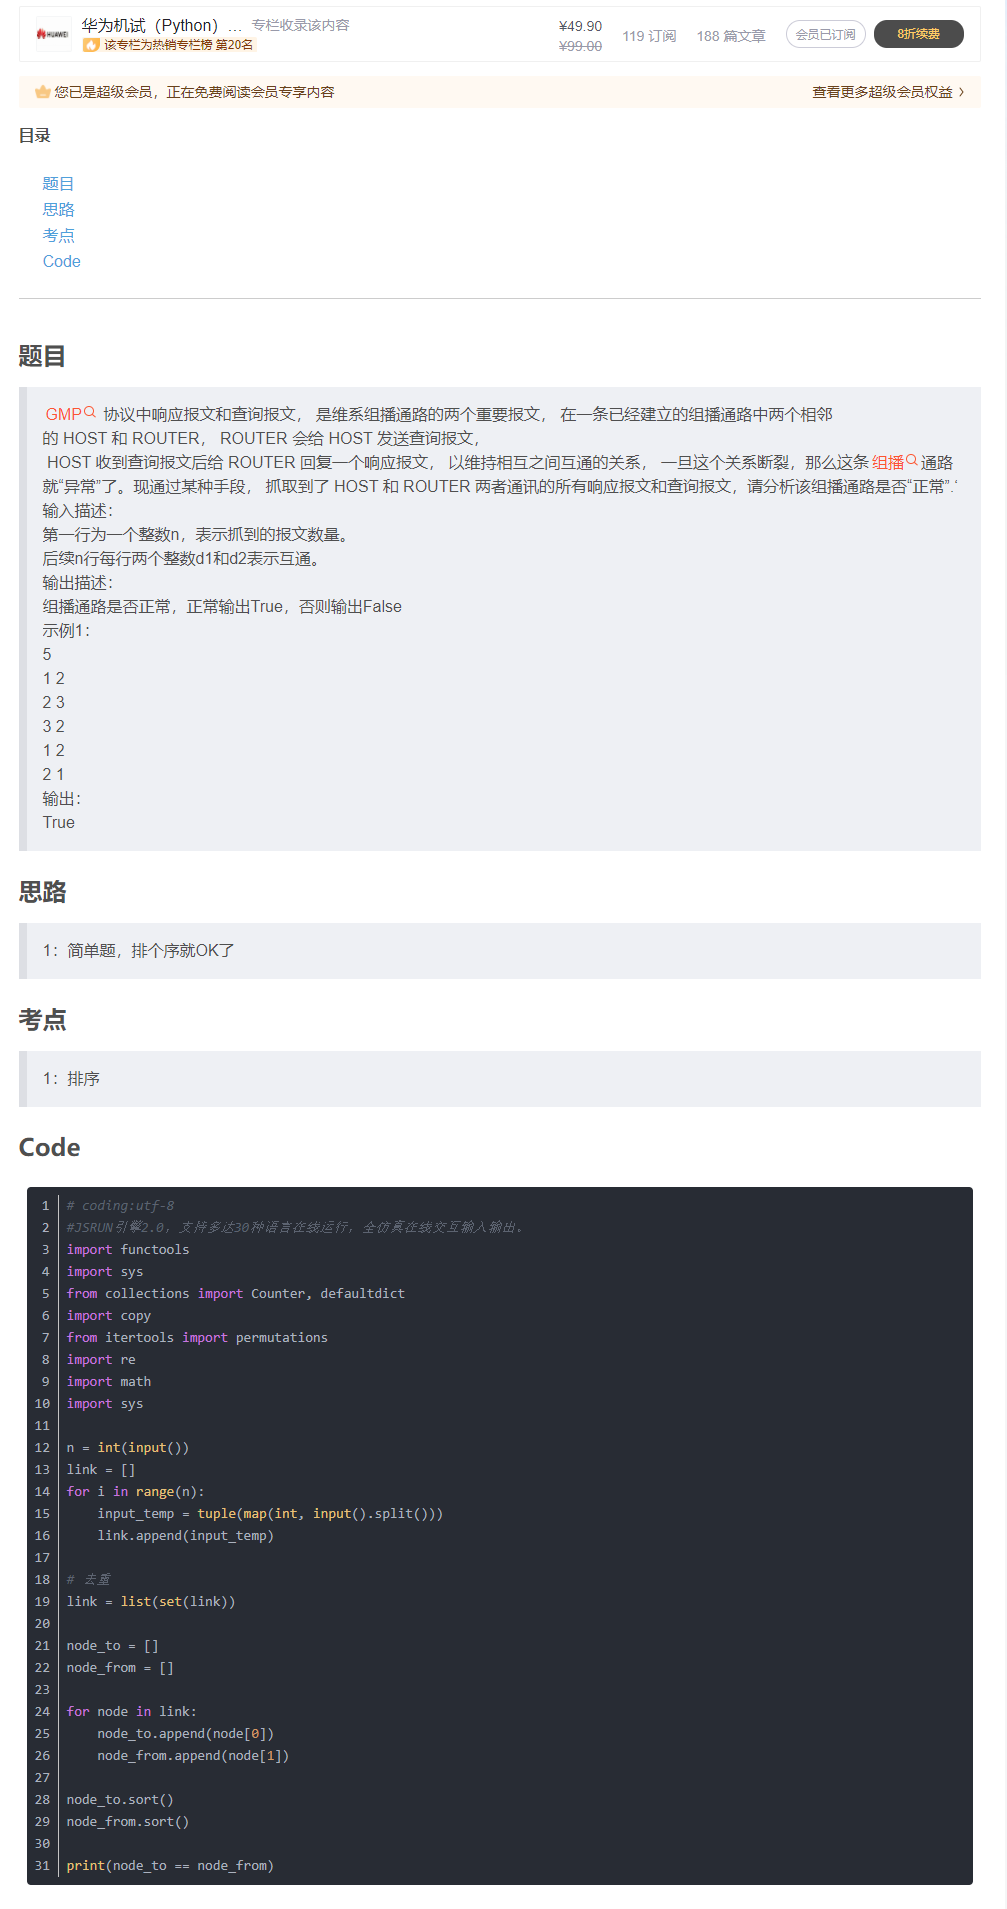 华为机试（Python）... 专栏收录该内容
该专栏为热销专栏榜 第20名
¥49.90
¥99.00
119 订阅 188 篇文章 会员已订阅 8折续费
您已是超级会员，正在免费阅读会员专享内容 查看更多超级会员权益 >
目录
题目
思路
考点
Code
题目
GMP 协议中响应报文和查询报文， 是维系组播通路的两个重要报文， 在一条已经建立的组播通路中两个相邻
的 HOST 和 ROUTER， ROUTER 会给 HOST 发送查询报文，
HOST 收到查询报文后给 ROUTER 回复一个响应报文， 以维持相互之间互通的关系， 一旦这个关系断裂，那么这条 组播 通路
就“异常”了。现通过某种手段， 抓取到了 HOST 和 ROUTER 两者通讯的所有响应报文和查询报文，请分析该组播通路是否“正常”.‘
输入描述：
第一行为一个整数n，表示抓到的报文数量。
后续n行每行两个整数d1和d2表示互通。
输出描述：
组播通路是否正常，正常输出True，否则输出False
示例1：
5
1 2
2 3
3 2
1 2
2 1
输出：
True
思路
1：简单题，排个序就OK了
考点
1：排序
Code
1 # coding:utf-8
2 #JSRUN引擎2.0，支持多达30种语言在线运行，全仿真在线交互输入输出。
3 import functools
4 import sys
5 from collections import Counter, defaultdict
6 import copy
7 from itertools import permutations
8 import re
9 import math
10 import sys
11
12 n = int(input())
13 link = []
14 for i in range(n):
15     input_temp = tuple(map(int, input().split()))
16     link.append(input_temp)
17
18 # 去重
19 link = list(set(link))
20
21 node_to = []
22 node_from = []
23
24 for node in link:
25     node_to.append(node[0])
26     node_from.append(node[1])
27
28 node_to.sort()
29 node_from.sort()
30
31 print(node_to == node_from)